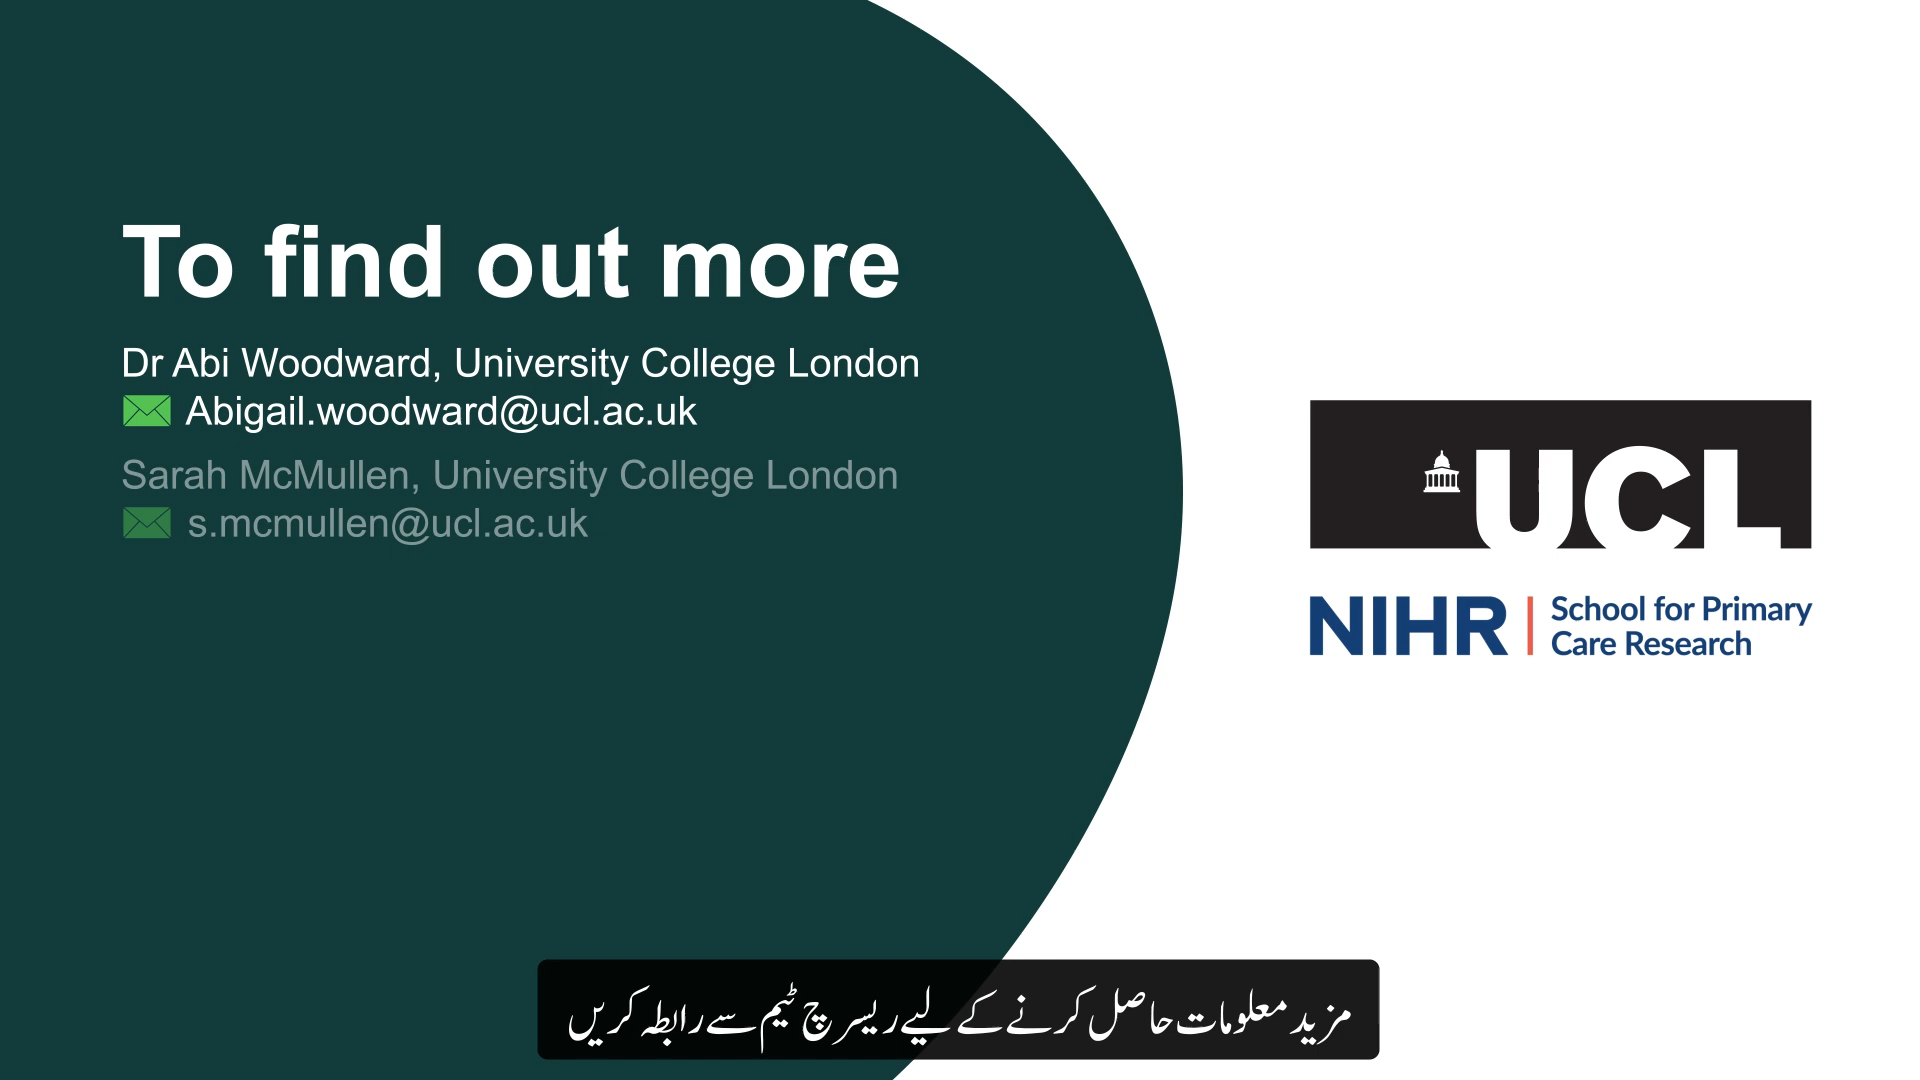 To find out more
Dr Abi Woodward, University College London
Abigail.woodward@ucl.ac.uk
Sarah McMullen, University College London
s.mcmullen@ucl.ac.uk
UCL
NIHR | School for Primary
Care Research
مزید معلومات حاصل کرنے کے لیے ریسرچ ٹیم سے رابطہ کریں